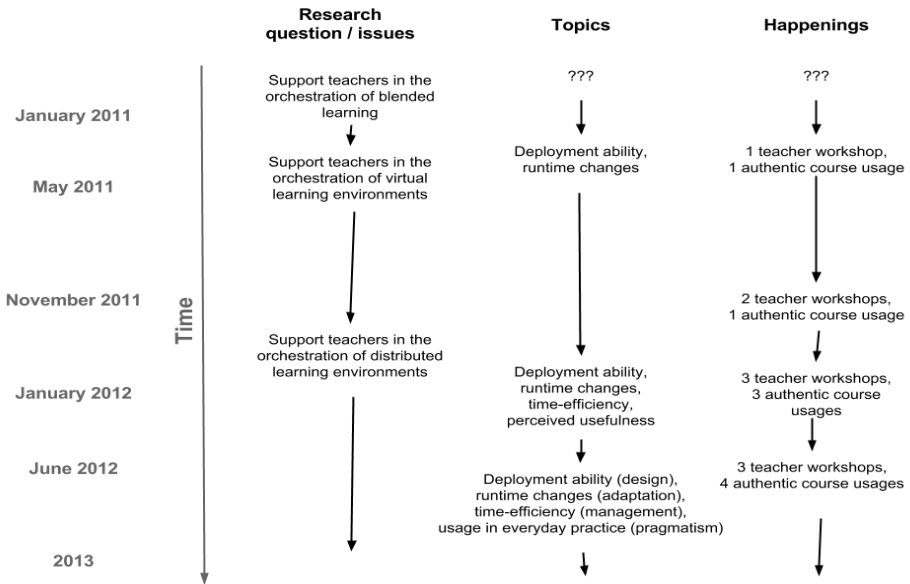 Research
question / issues
Topics
Happenings
Support teachers in the
orchestration of blended
learning
???
???
January 2011
Support teachers in the
orchestration of virtual
learning environments
Deployment ability,
runtime changes
1 teacher workshop,
1 authentic course usage
May 2011
November 2011
2 teacher workshops,
1 authentic course usage
Time
Support teachers in the
orchestration of distributed
learning environments
January 2012
Deployment ability,
runtime changes,
time-efficiency,
perceived usefulness
3 teacher workshops,
3 authentic course
usages
June 2012
Deployment ability (design),
runtime changes (adaptation),
time-efficiency (management),
usage in everyday practice (pragmatism)
3 teacher workshops,
4 authentic course usages
2013